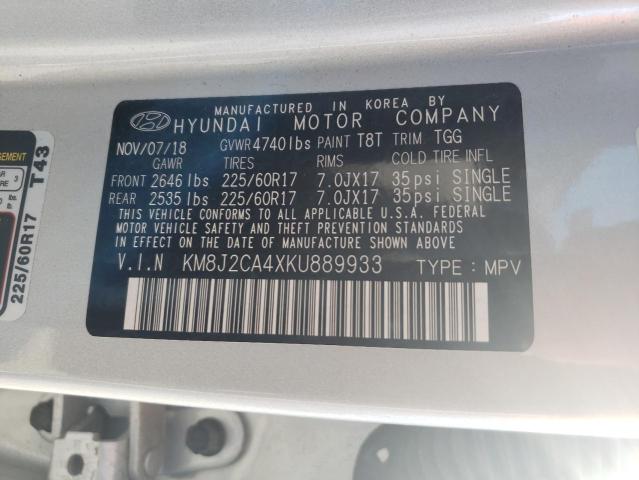 MANUFACTURED IN KOREA BY
HYUNDAI MOTOR COMPANY
NOV/07/18 GVWR 4740lbs PAINT T8T TRIM TGG
GAWR TIRES RIMS COLD TIRE INFL
FRONT 2646 lbs 225/60R17 7.0JX17 35psi SINGLE
REAR 2535 lbs 225/60R17 7.0JX17 35psi SINGLE
THIS VEHICLE CONFORMS TO ALL APPLICABLE U.S.A. FEDERAL
MOTOR VEHICLE SAFETY AND THEFT PREVENTION STANDARDS
IN EFFECT ON THE DATE OF MANUFACTURE SHOWN ABOVE.
V.I.N KM8J2CA4XKU889933 TYPE : MPV
225/60R17 T43